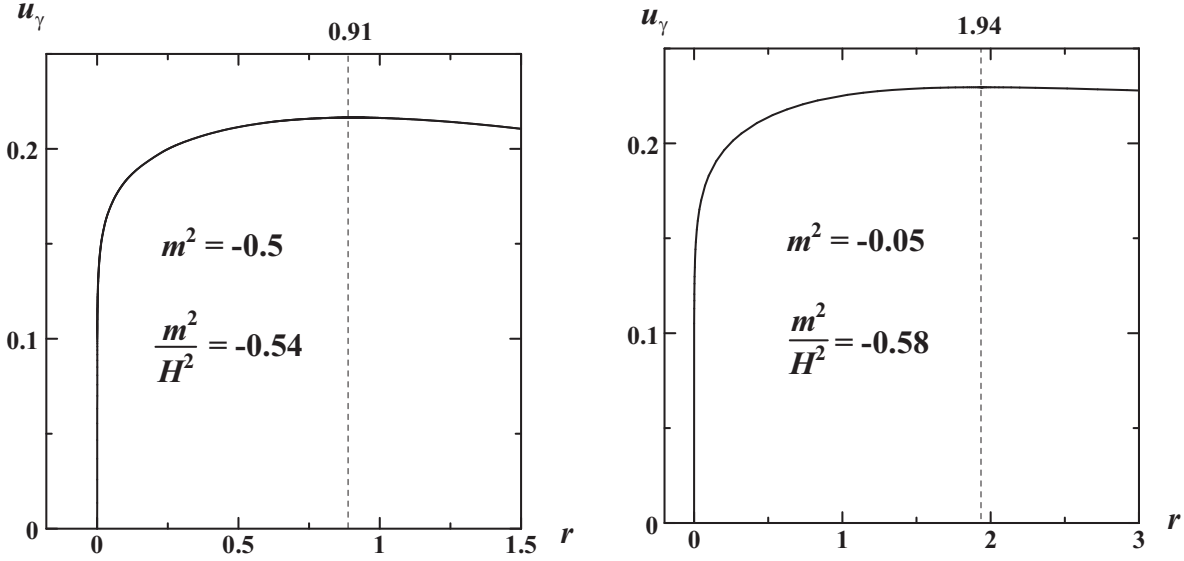 u_γ
0.91
0.2
0.1
0
m² = -0.5
m²/H² = -0.54
0 0.5 1 1.5 r
u_γ
1.94
0.2
0.1
0
m² = -0.05
m²/H² = -0.58
0 1 2 3 r